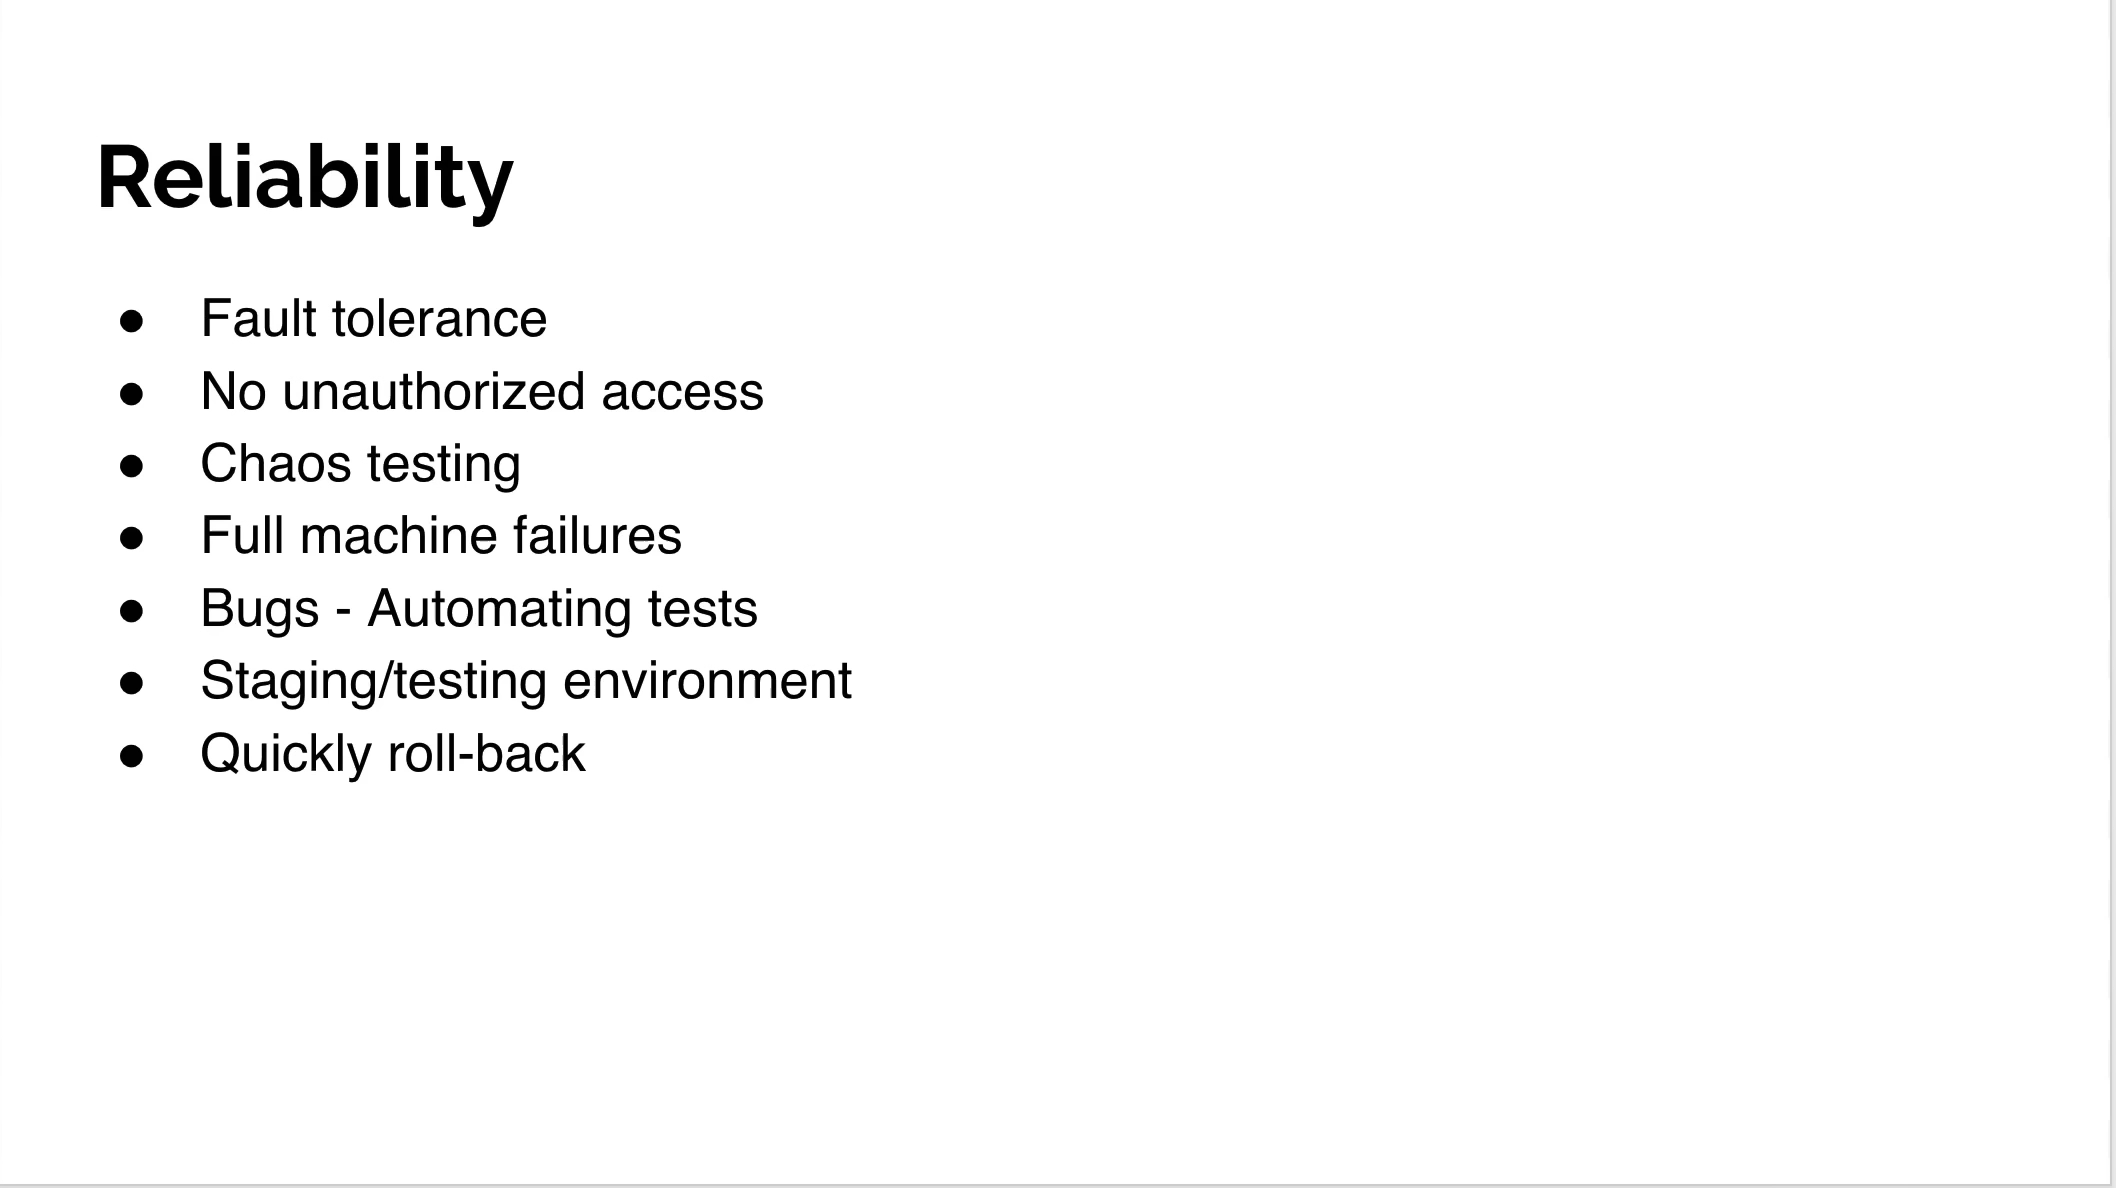 Reliability
● Fault tolerance
● No unauthorized access
● Chaos testing
● Full machine failures
● Bugs - Automating tests
● Staging/testing environment
● Quickly roll-back